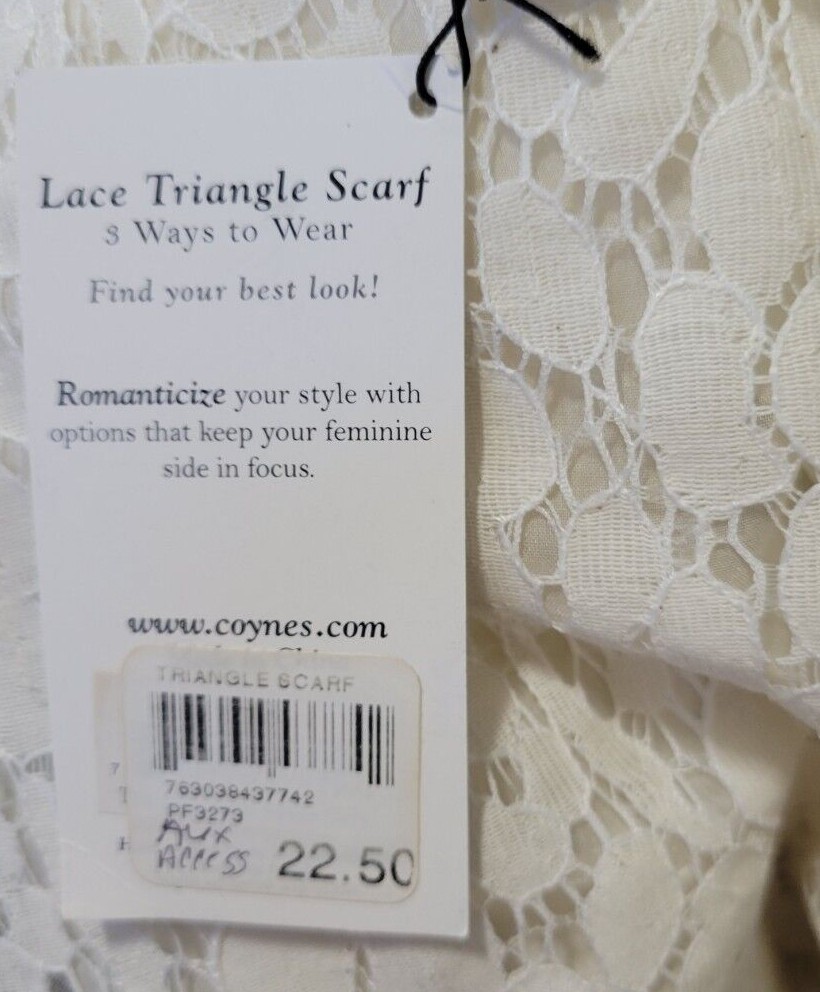 Lace Triangle Scarf
3 Ways to Wear
Find your best look!
Romanticize your style with
options that keep your feminine
side in focus.
www.coynes.com
TRIANGLE SCARF
763038437742
PF3273
Aux
Access
22.50